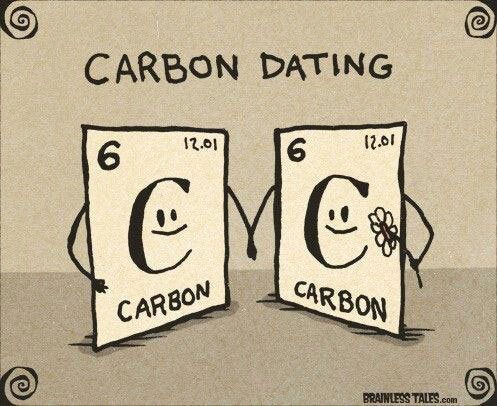 CARBON DATING
6 12.01
C
CARBON
6 12.01
C
CARBON
BRAINLESS TALES.com